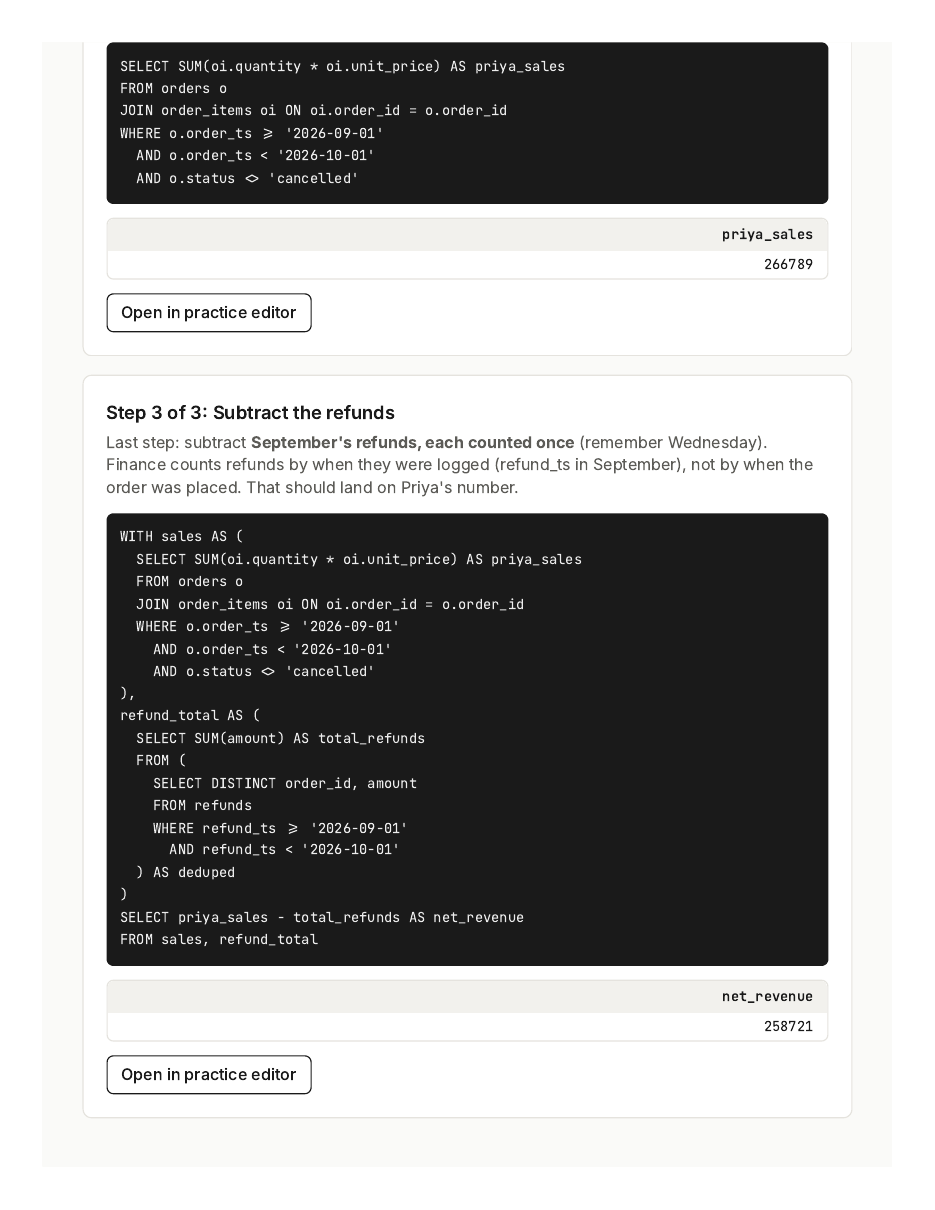 SELECT SUM(oi.quantity * oi.unit_price) AS priya_sales
FROM orders o
JOIN order_items oi ON oi.order_id = o.order_id
WHERE o.order_ts >= '2026-09-01'
  AND o.order_ts < '2026-10-01'
  AND o.status <> 'cancelled'
priya_sales
266789
Open in practice editor
Step 3 of 3: Subtract the refunds
Last step: subtract September's refunds, each counted once (remember Wednesday).
Finance counts refunds by when they were logged (refund_ts in September), not by when the
order was placed. That should land on Priya's number.
WITH sales AS (
  SELECT SUM(oi.quantity * oi.unit_price) AS priya_sales
  FROM orders o
  JOIN order_items oi ON oi.order_id = o.order_id
  WHERE o.order_ts >= '2026-09-01'
    AND o.order_ts < '2026-10-01'
    AND o.status <> 'cancelled'
),
refund_total AS (
  SELECT SUM(amount) AS total_refunds
  FROM (
    SELECT DISTINCT order_id, amount
    FROM refunds
    WHERE refund_ts >= '2026-09-01'
      AND refund_ts < '2026-10-01'
  ) AS deduped
)
SELECT priya_sales - total_refunds AS net_revenue
FROM sales, refund_total
net_revenue
258721
Open in practice editor